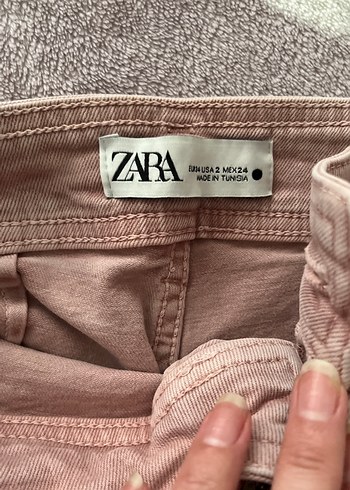 ZARA
EUR34 USA 2 MEX24
MADE IN TUNISIA